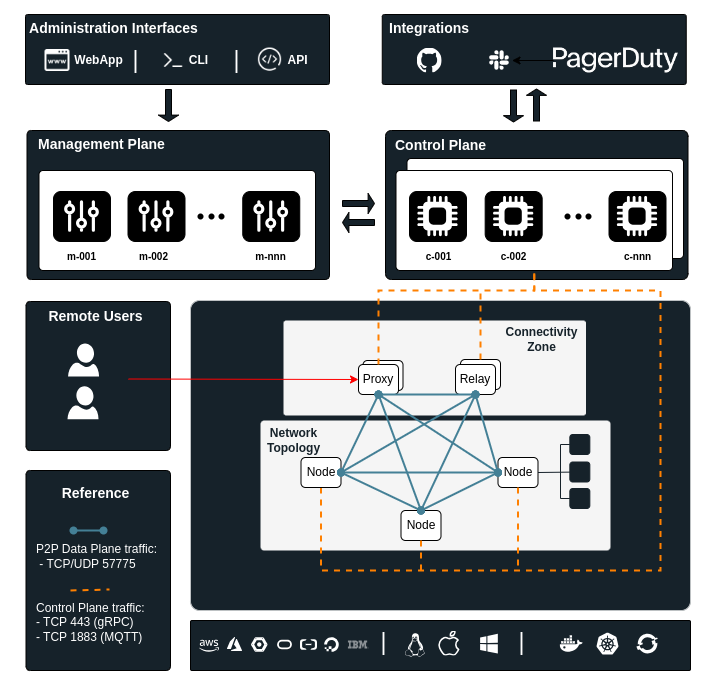 Administration Interfaces
www
WebApp
CLI
API
Integrations
PagerDuty
Management Plane
m-001
m-002
m-nnn
Control Plane
c-001
c-002
c-nnn
Remote Users
Connectivity
Zone
Proxy
Relay
Network
Topology
Node
Node
Node
Reference
P2P Data Plane traffic:
- TCP/UDP 57775
Control Plane traffic:
- TCP 443 (gRPC)
- TCP 1883 (MQTT)
aws
IBM